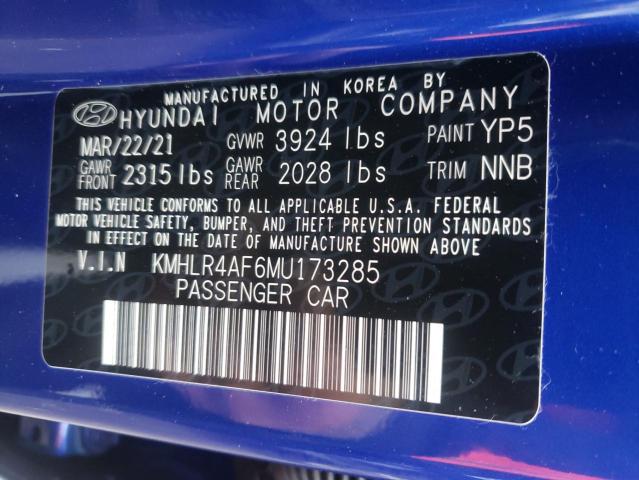 MANUFACTURED IN KOREA BY
HYUNDAI MOTOR COMPANY
MAR/22/21 GVWR 3924 lbs PAINT YP5
GAWR FRONT 2315 lbs GAWR REAR 2028 lbs TRIM NNB
THIS VEHICLE CONFORMS TO ALL APPLICABLE U.S.A. FEDERAL
MOTOR VEHICLE SAFETY, BUMPER, AND THEFT PREVENTION STANDARDS
IN EFFECT ON THE DATE OF MANUFACTURE SHOWN ABOVE
V.I.N KMHLR4AF6MU173285
PASSENGER CAR